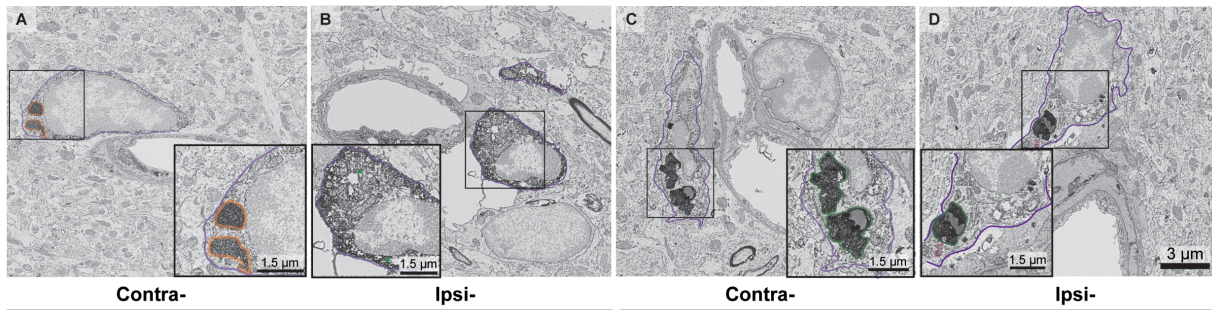 A
B
C
D
1.5 µm
1.5 µm
1.5 µm
1.5 µm
3 µm
Contra-
Ipsi-
Contra-
Ipsi-